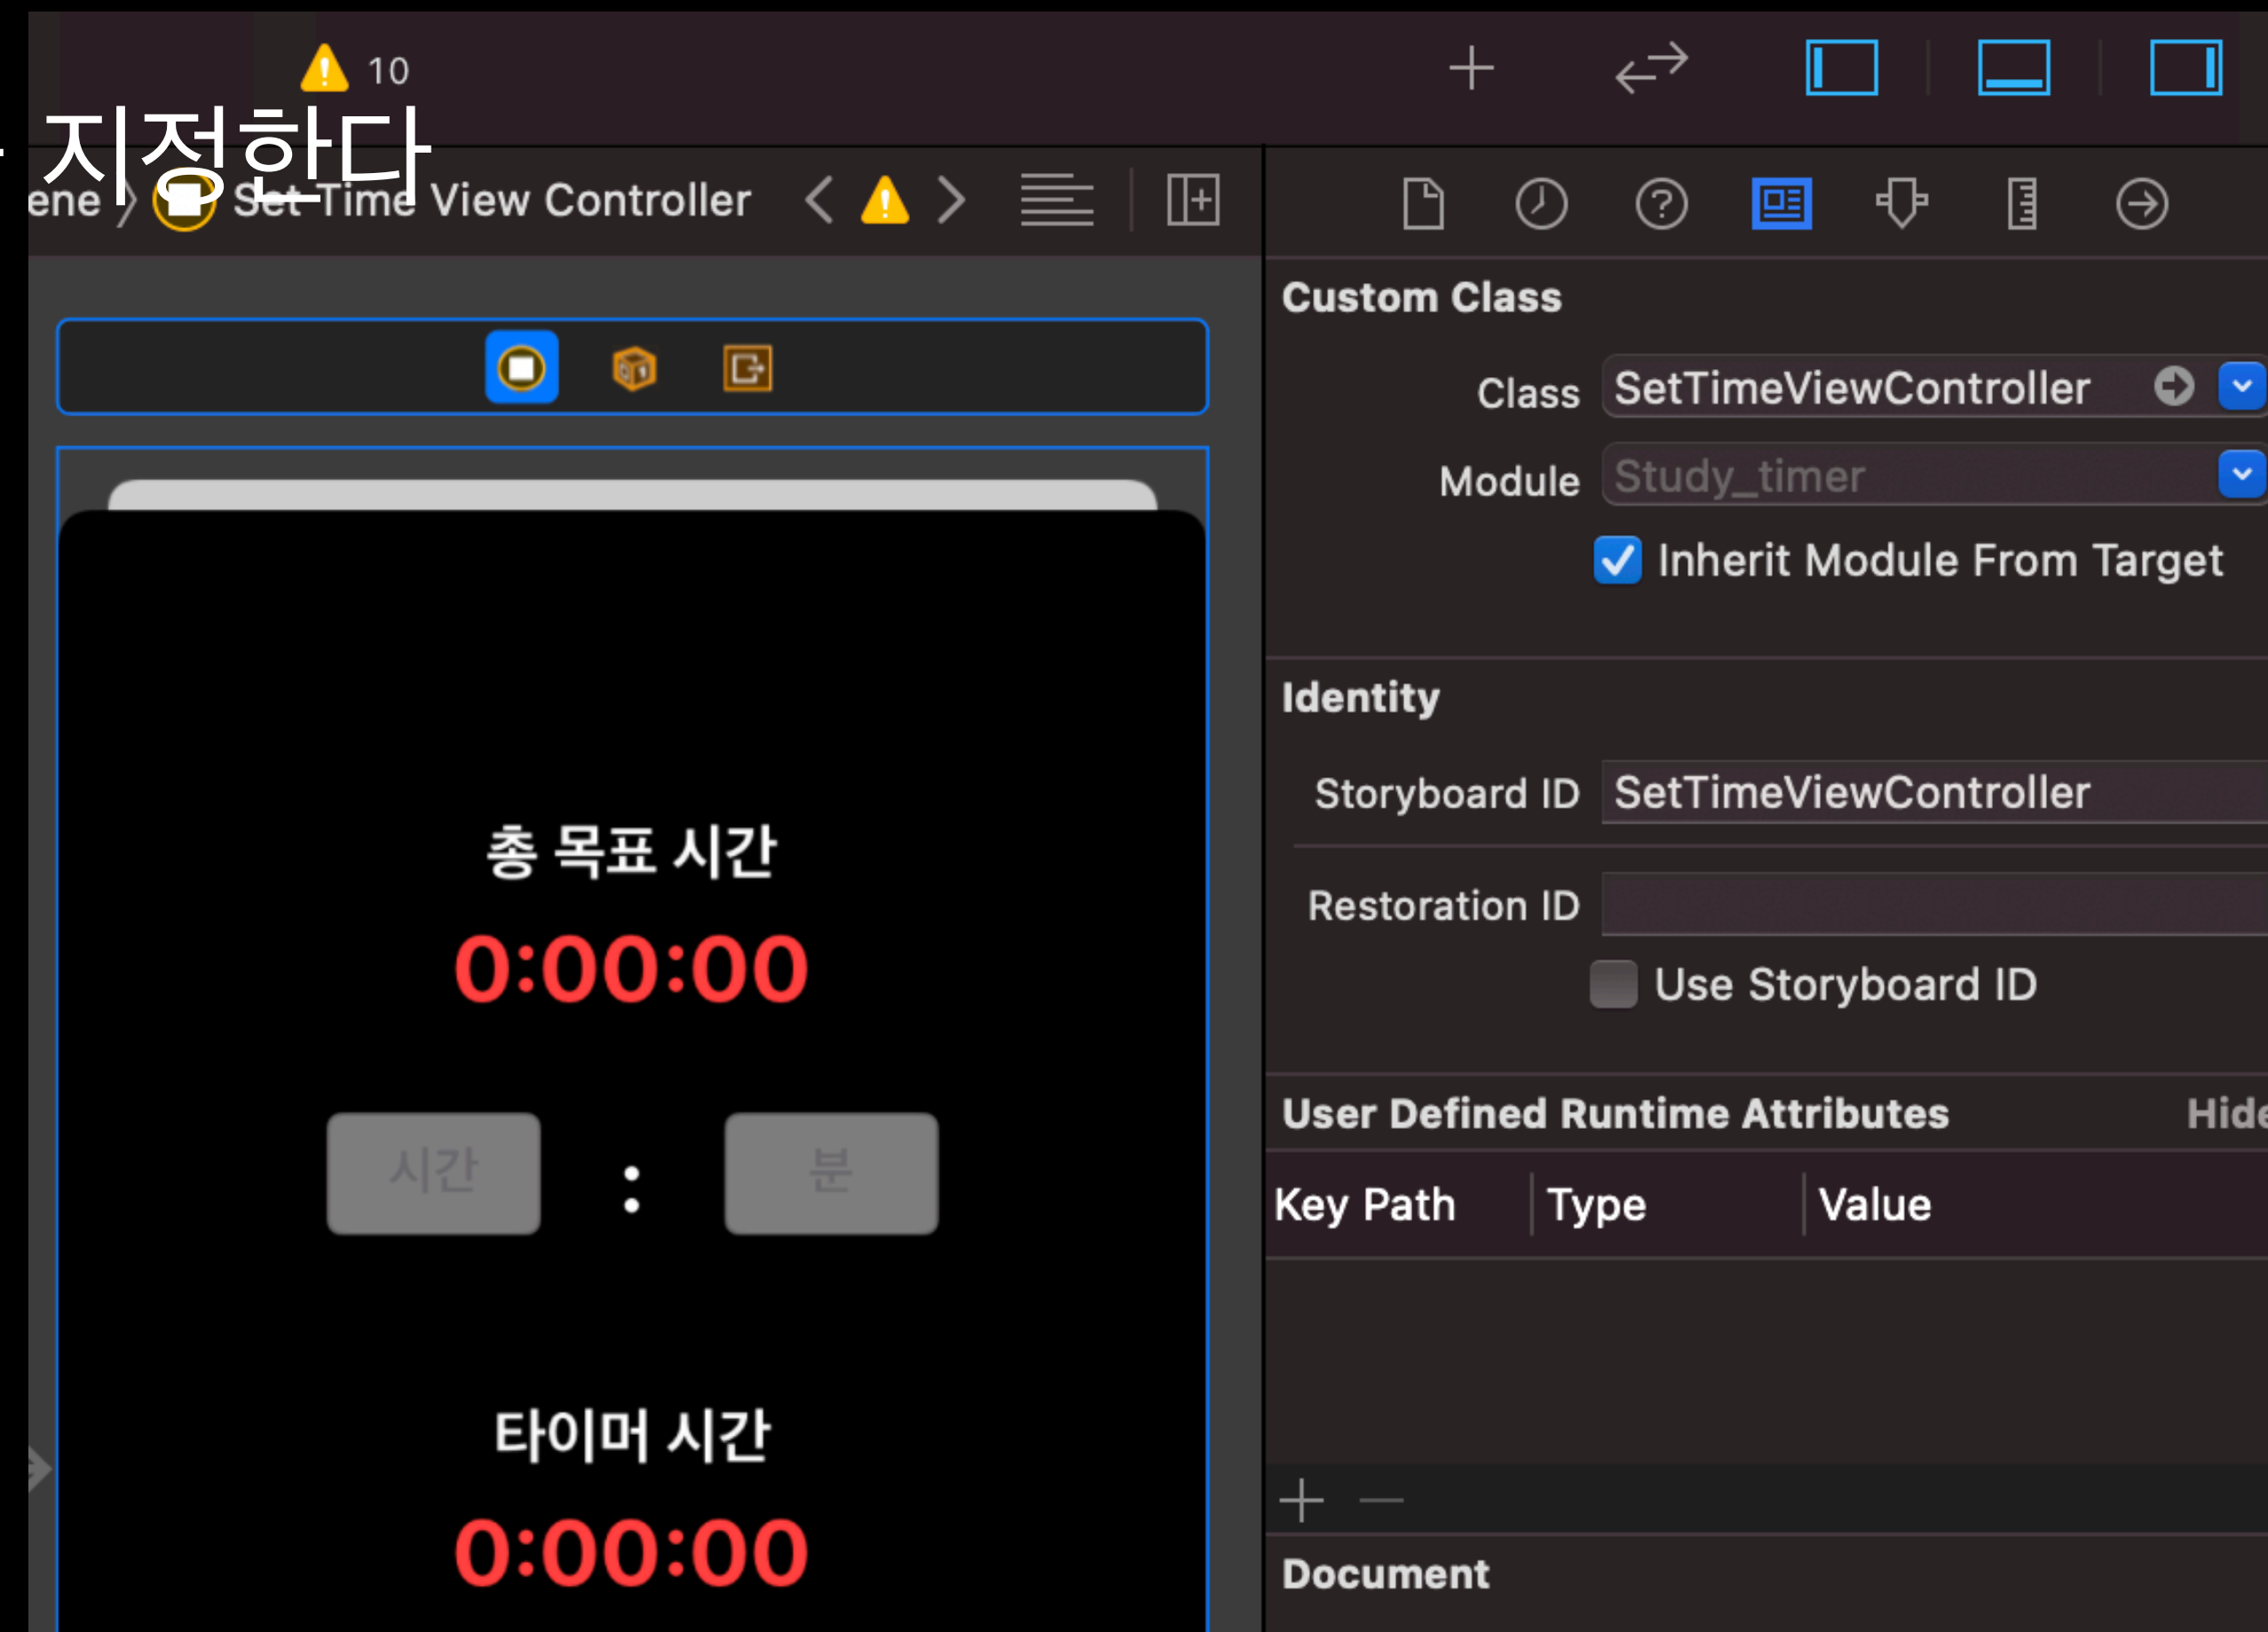 10
지정한다
ene 〉 Set Time View Controller
Custom Class
Class SetTimeViewController
Module Study_timer
Inherit Module From Target
Identity
Storyboard ID SetTimeViewController
Restoration ID
Use Storyboard ID
User Defined Runtime Attributes Hide
Key Path Type Value
Document
총 목표 시간
0:00:00
시간 : 분
타이머 시간
0:00:00